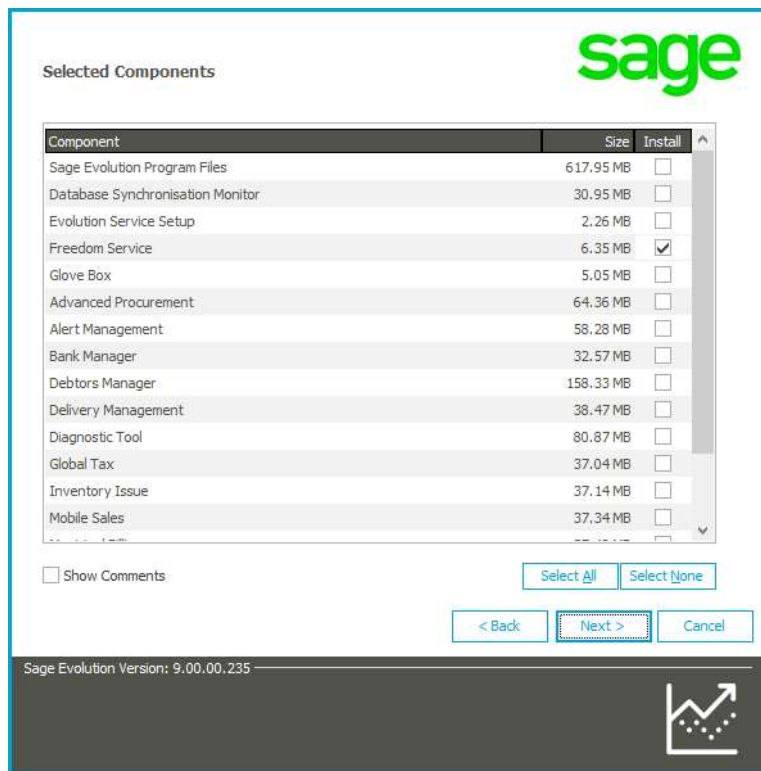 sage
Selected Components
Component Size Install
Sage Evolution Program Files 617.95 MB
Database Synchronisation Monitor 30.95 MB
Evolution Service Setup 2.26 MB
Freedom Service 6.35 MB
Glove Box 5.05 MB
Advanced Procurement 64.36 MB
Alert Management 58.28 MB
Bank Manager 32.57 MB
Debtors Manager 158.33 MB
Delivery Management 38.47 MB
Diagnostic Tool 80.87 MB
Global Tax 37.04 MB
Inventory Issue 37.14 MB
Mobile Sales 37.34 MB
Show Comments Select All Select None
< Back Next > Cancel
Sage Evolution Version: 9.00.00.235